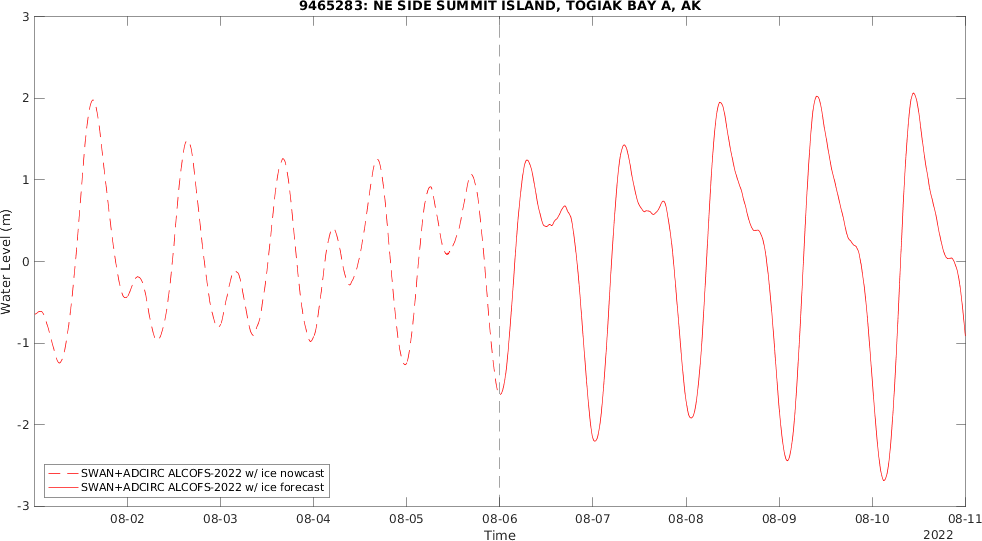 9465283: NE SIDE SUMMIT ISLAND, TOGIAK BAY A, AK
3
2
1
0
-1
-2
-3
Water Level (m)
SWAN+ADCIRC ALCOFS-2022 w/ ice nowcast
SWAN+ADCIRC ALCOFS-2022 w/ ice forecast
08-02 08-03 08-04 08-05 08-06 08-07 08-08 08-09 08-10 08-11
Time
2022